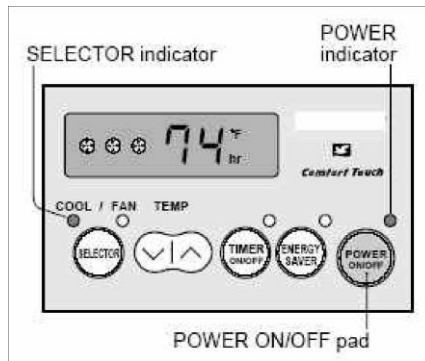 POWER
indicator
SELECTOR indicator
74 °F
hr
Comfort Touch
COOL / FAN TEMP
SELECTOR
TIMER
ON/OFF
ENERGY
SAVER
POWER
ON/OFF
POWER ON/OFF pad